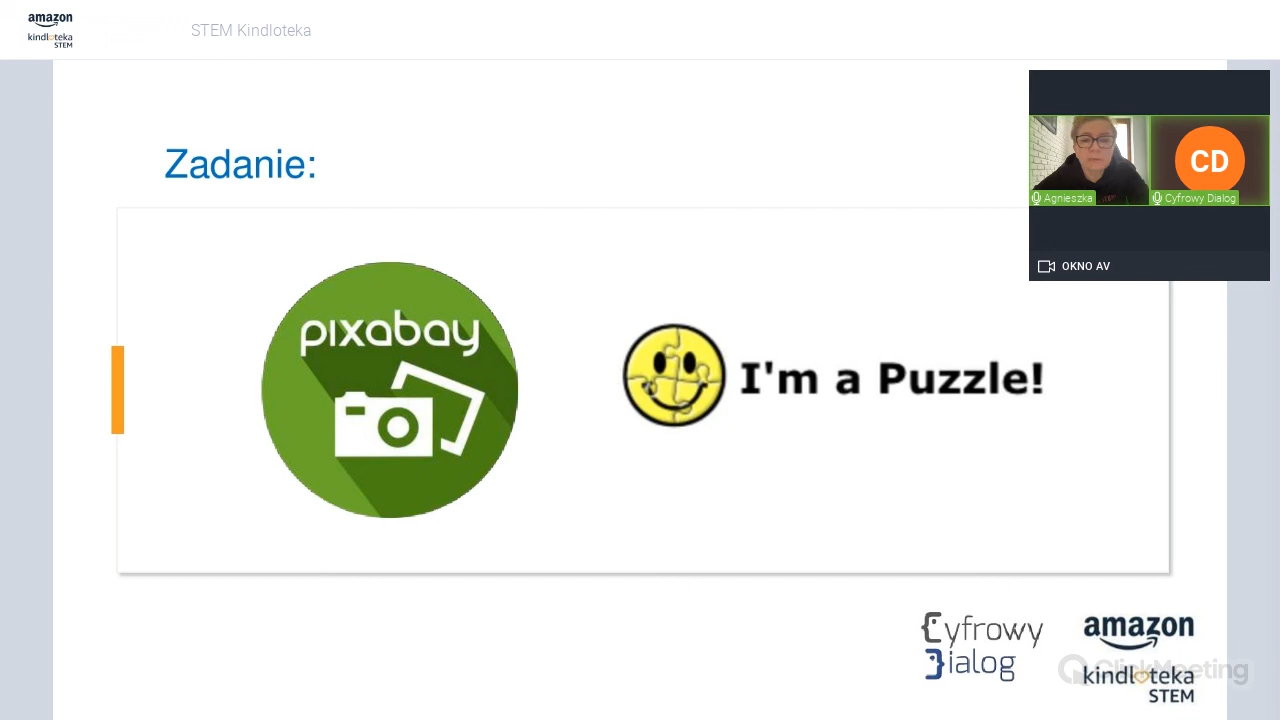 amazon
kindloteka
STEM
STEM Kindloteka
Zadanie:
CD
Agnieszka
Cyfrowy Dialog
OKNO AV
pixabay
I'm a Puzzle!
Cyfrowy
Dialog
amazon
ClickMeeting
kindloteka
STEM